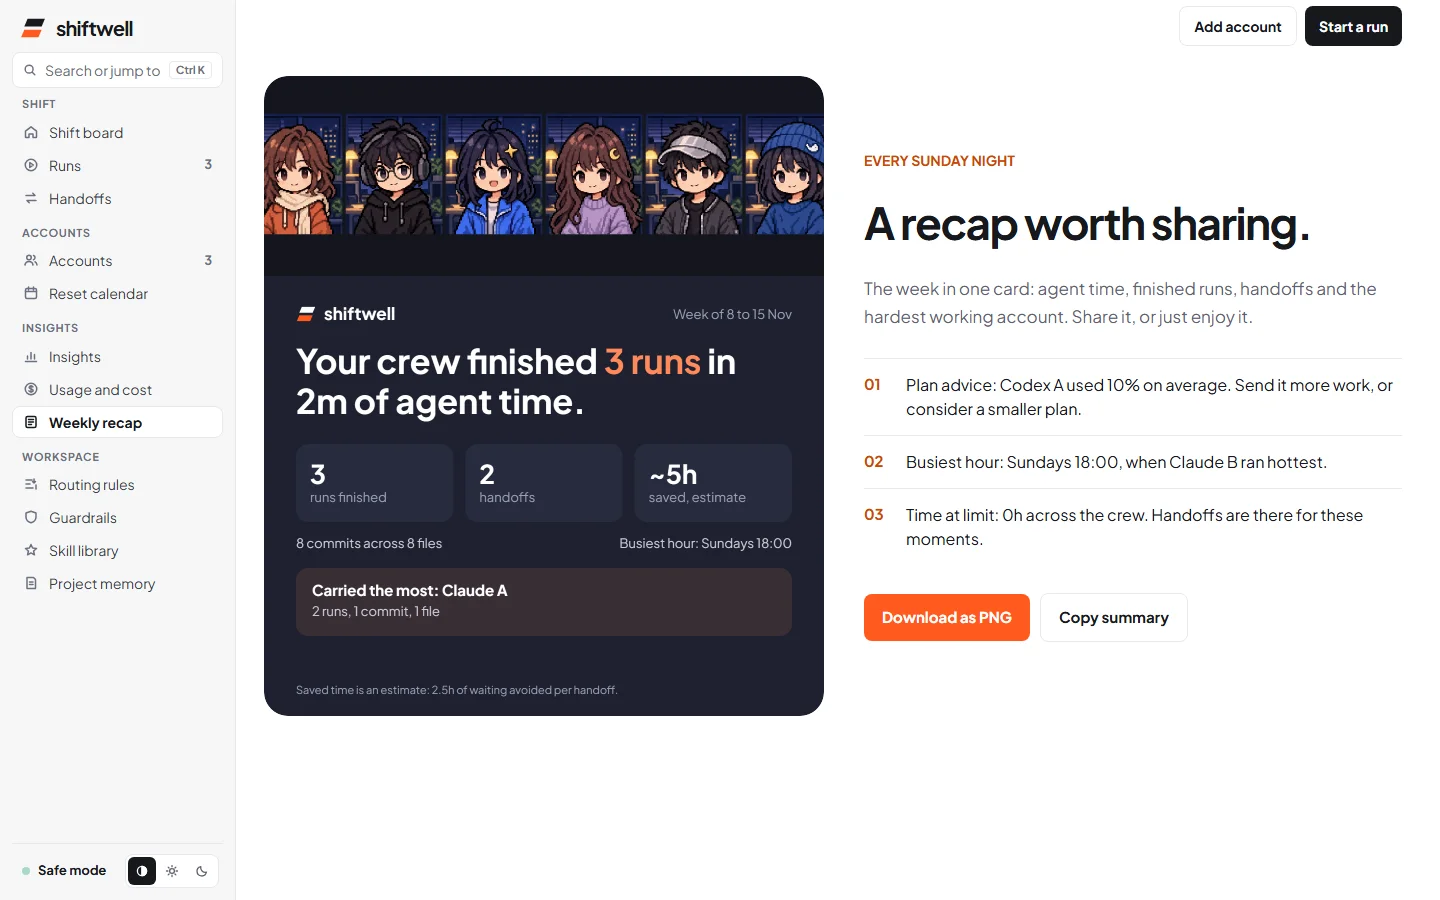 shiftwell
Search or jump to
Ctrl K
SHIFT
Shift board
Runs 3
Handoffs
ACCOUNTS
Accounts 3
Reset calendar
INSIGHTS
Insights
Usage and cost
Weekly recap
WORKSPACE
Routing rules
Guardrails
Skill library
Project memory
Safe mode
Add account
Start a run
shiftwell
Week of 8 to 15 Nov
Your crew finished 3 runs in
2m of agent time.
3
runs finished
2
handoffs
~5h
saved, estimate
8 commits across 8 files
Busiest hour: Sundays 18:00
Carried the most: Claude A
2 runs, 1 commit, 1 file
Saved time is an estimate: 2.5h of waiting avoided per handoff.
EVERY SUNDAY NIGHT
A recap worth sharing.
The week in one card: agent time, finished runs, handoffs and the
hardest working account. Share it, or just enjoy it.
01 Plan advice: Codex A used 10% on average. Send it more work, or
consider a smaller plan.
02 Busiest hour: Sundays 18:00, when Claude B ran hottest.
03 Time at limit: 0h across the crew. Handoffs are there for these
moments.
Download as PNG
Copy summary